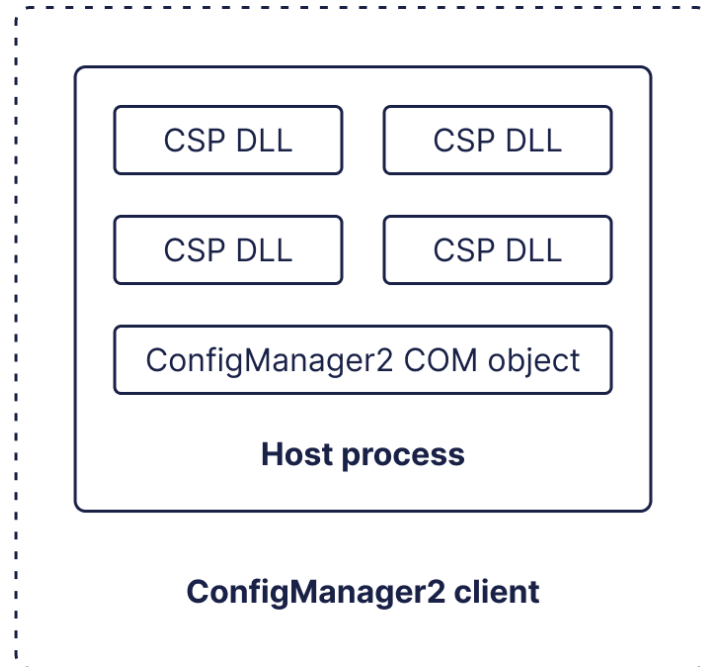 CSP DLL
CSP DLL
CSP DLL
CSP DLL
ConfigManager2 COM object
Host process
ConfigManager2 client